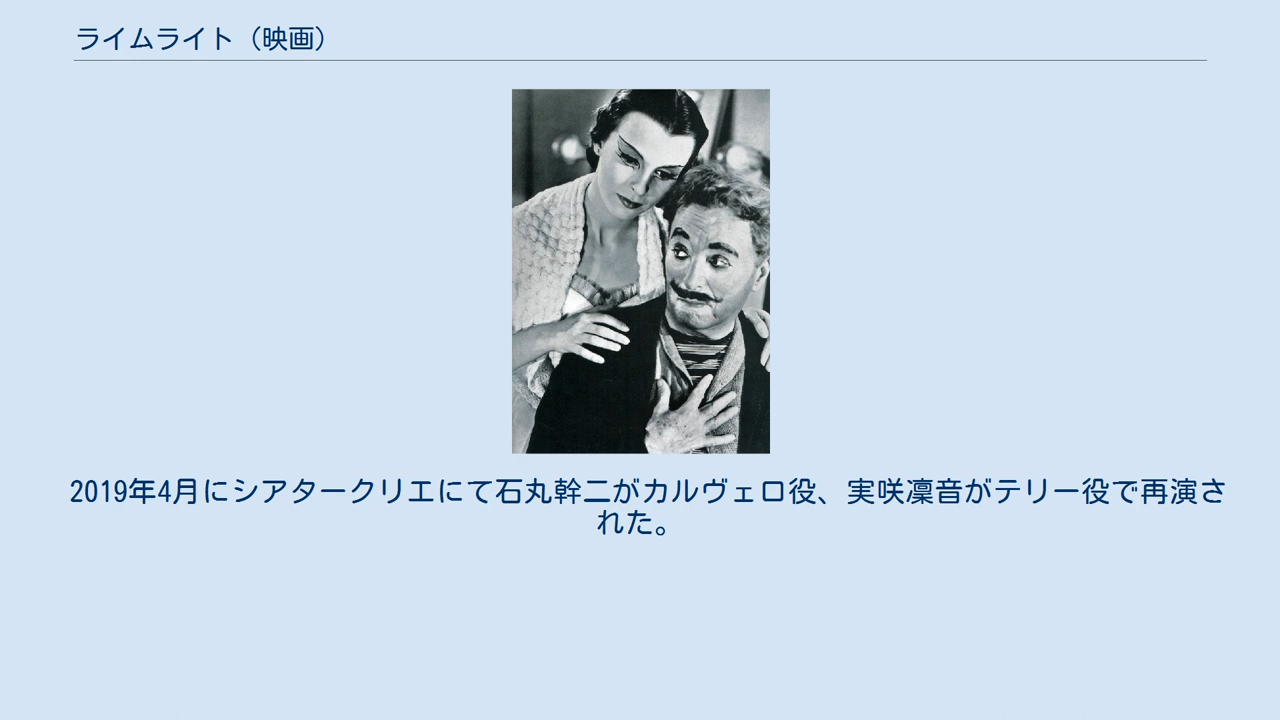 ライムライト（映画）
2019年4月にシアタークリエにて石丸幹二がカルヴェロ役、実咲凜音がテリー役で再演さ
れた。